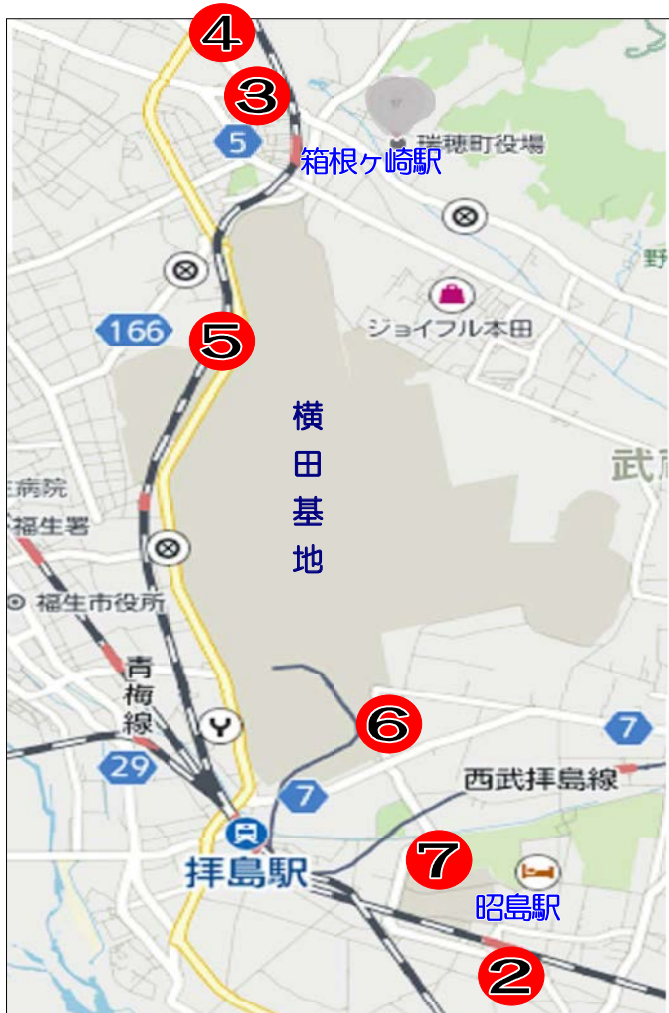 ④
③
5
箱根ヶ崎駅
瑞穂町役場
野
166
⑤
ジョイフル本田
横
田
基
地
武
生病院
福生署
福生市役所
青
梅
線
⑥
7
29
7
西武拝島線
拝島駅
⑦
昭島駅
②